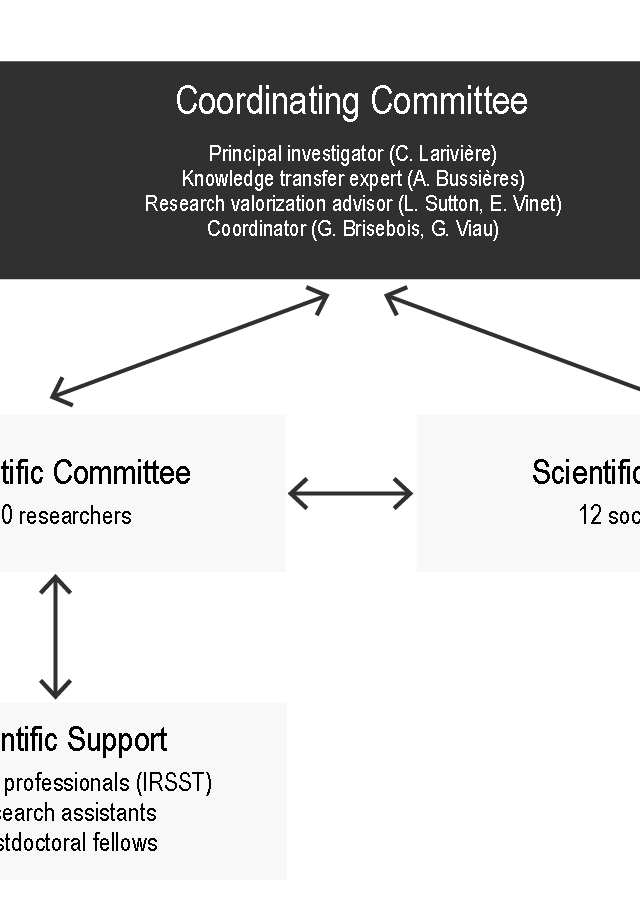 Coordinating Committee
Principal investigator (C. Larivière)
Knowledge transfer expert (A. Bussières)
Research valorization advisor (L. Sutton, E. Vinet)
Coordinator (G. Brisebois, G. Viau)
tific Committee
0 researchers
Scientific
12 soc
ntific Support
professionals (IRSST)
search assistants
stdoctoral fellows